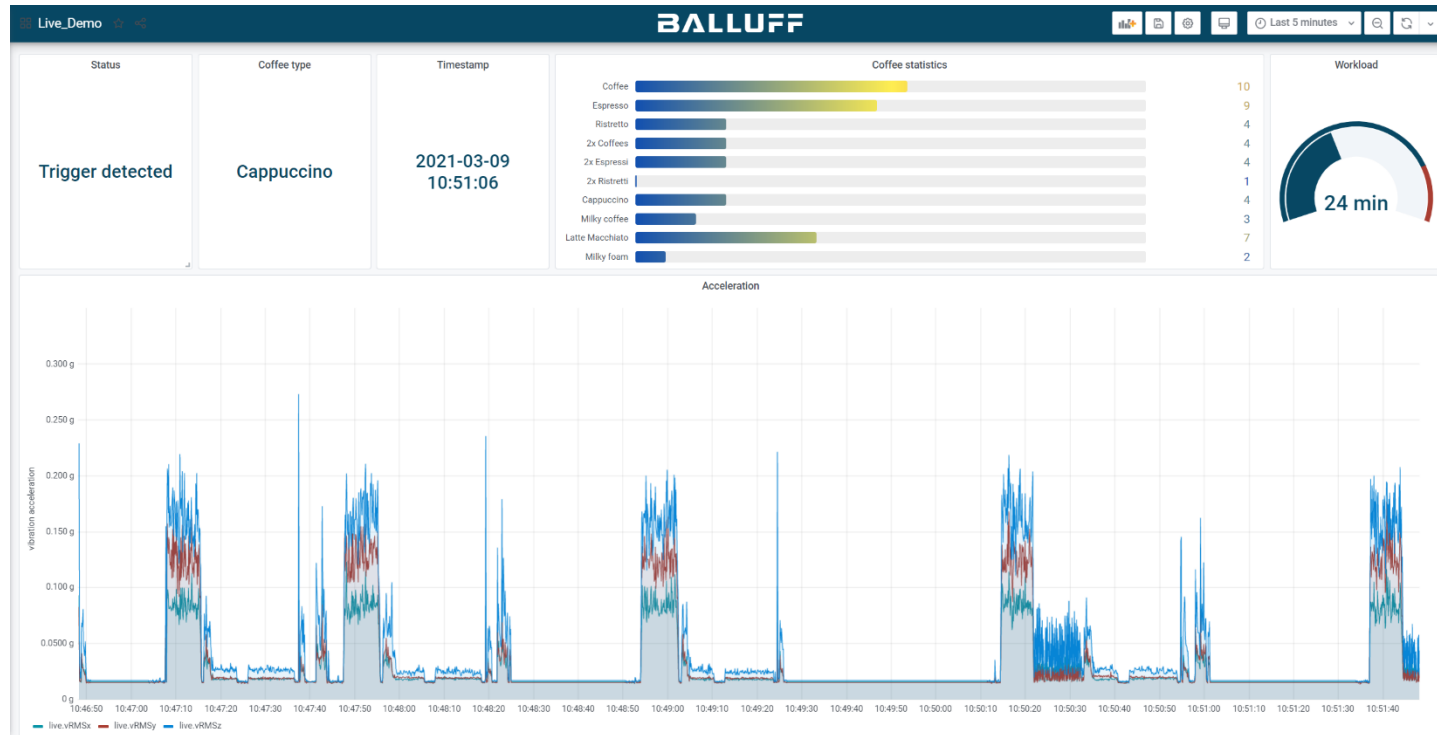 Live_Demo
BALLUFF
Last 5 minutes
Status
Coffee type
Timestamp
Coffee statistics
Workload
Trigger detected
Cappuccino
2021-03-09
10:51:06
Coffee 10
Espresso 9
Ristretto 4
2x Coffees 4
2x Espressi 4
2x Ristretti 1
Cappuccino 4
Milky coffee 3
Latte Macchiato 7
Milky foam 2
24 min
Acceleration
vibration acceleration
0.300 g
0.250 g
0.200 g
0.150 g
0.100 g
0.0500 g
0 g
10:46:50 10:47:00 10:47:10 10:47:20 10:47:30 10:47:40 10:47:50 10:48:00 10:48:10 10:48:20 10:48:30 10:48:40 10:48:50 10:49:00 10:49:10 10:49:20 10:49:30 10:49:40 10:49:50 10:50:00 10:50:10 10:50:20 10:50:30 10:50:40 10:50:50 10:51:00 10:51:10 10:51:20 10:51:30 10:51:40
live.vRMSx live.vRMSy live.vRMSz